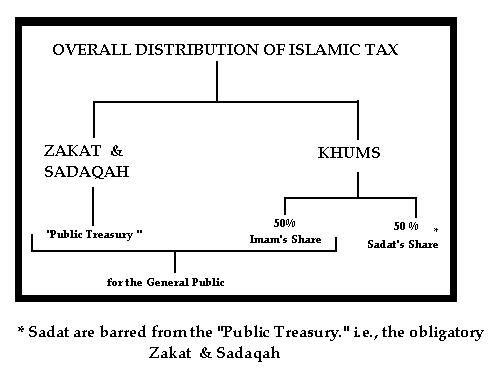 OVERALL DISTRIBUTION OF ISLAMIC TAX
ZAKAT &
SADAQAH
KHUMS
"Public Treasury "
50%
Imam's Share
50 % *
Sadat's Share
for the General Public
* Sadat are barred from the "Public Treasury." i.e., the obligatory
Zakat & Sadaqah